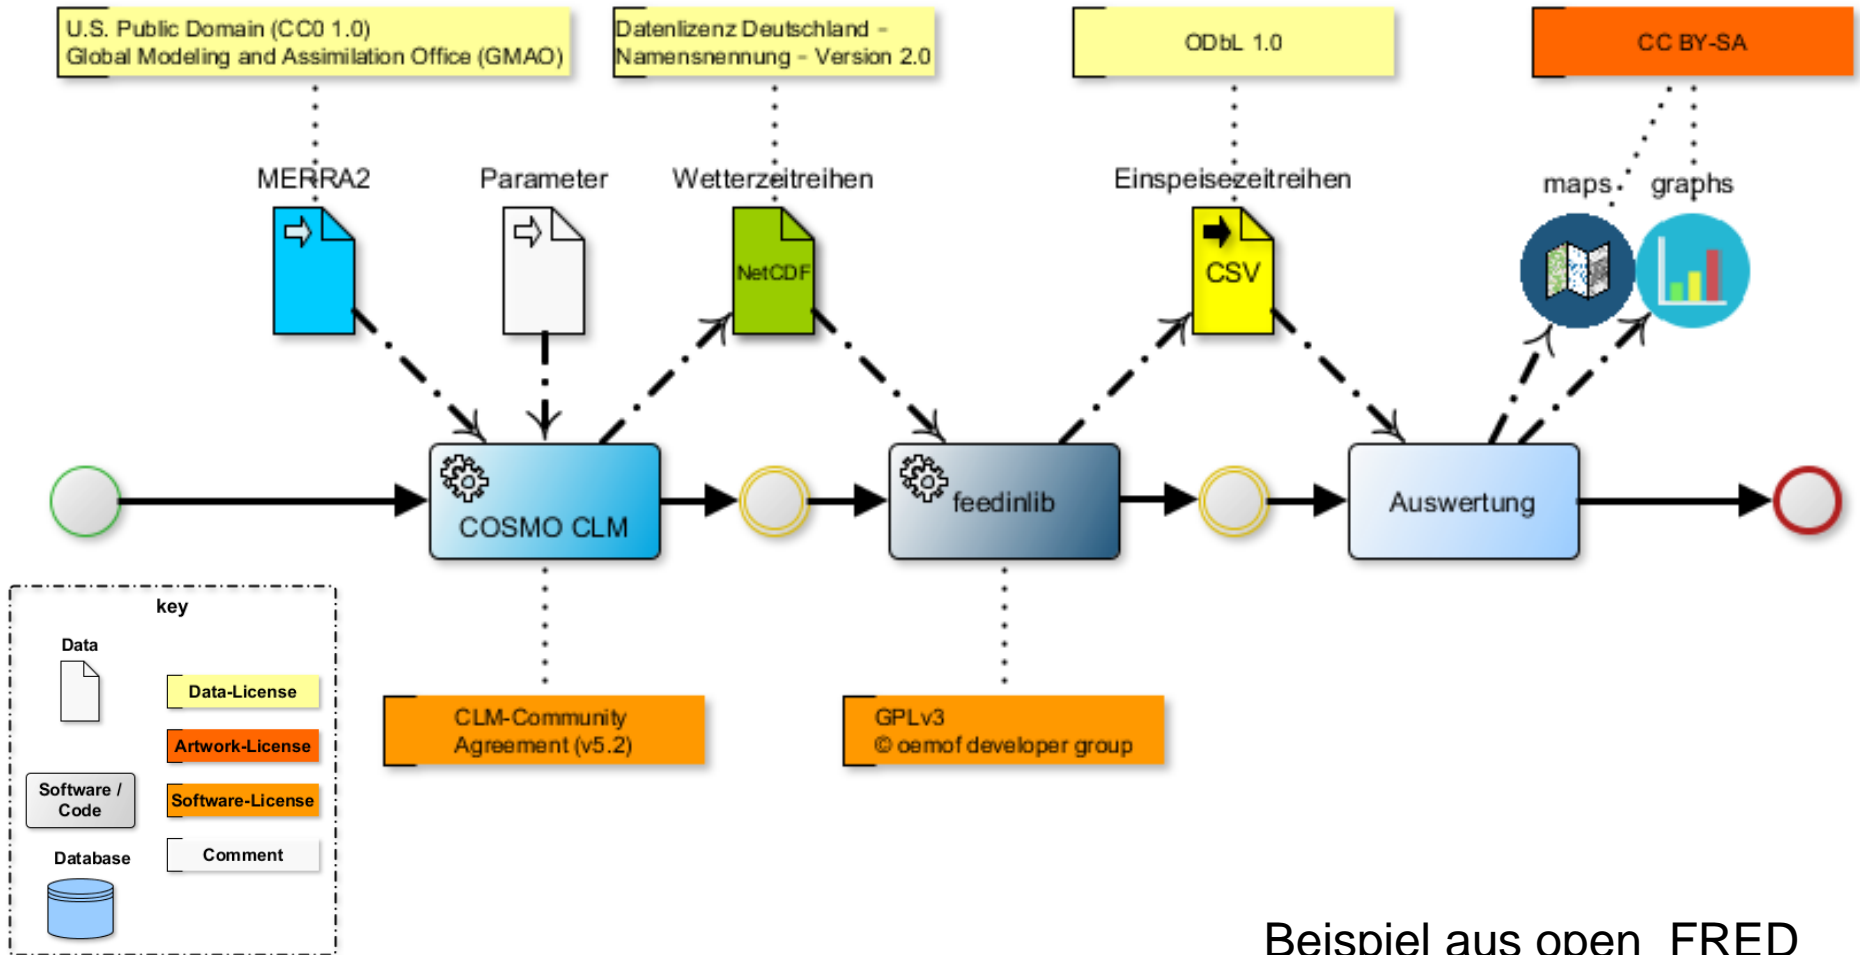 U.S. Public Domain (CC0 1.0)
Global Modeling and Assimilation Office (GMAO)
Datenlizenz Deutschland –
Namensnennung – Version 2.0
ODbL 1.0
CC BY-SA
MERRA2
Parameter
Wetterzeitreihen
Einspeisezeitreihen
maps
graphs
NetCDF
CSV
COSMO CLM
feedinlib
Auswertung
CLM-Community
Agreement (v5.2)
GPLv3
© oemof developer group
key
Data
Data-License
Artwork-License
Software /
Code
Software-License
Comment
Database
Beispiel aus open_FRED